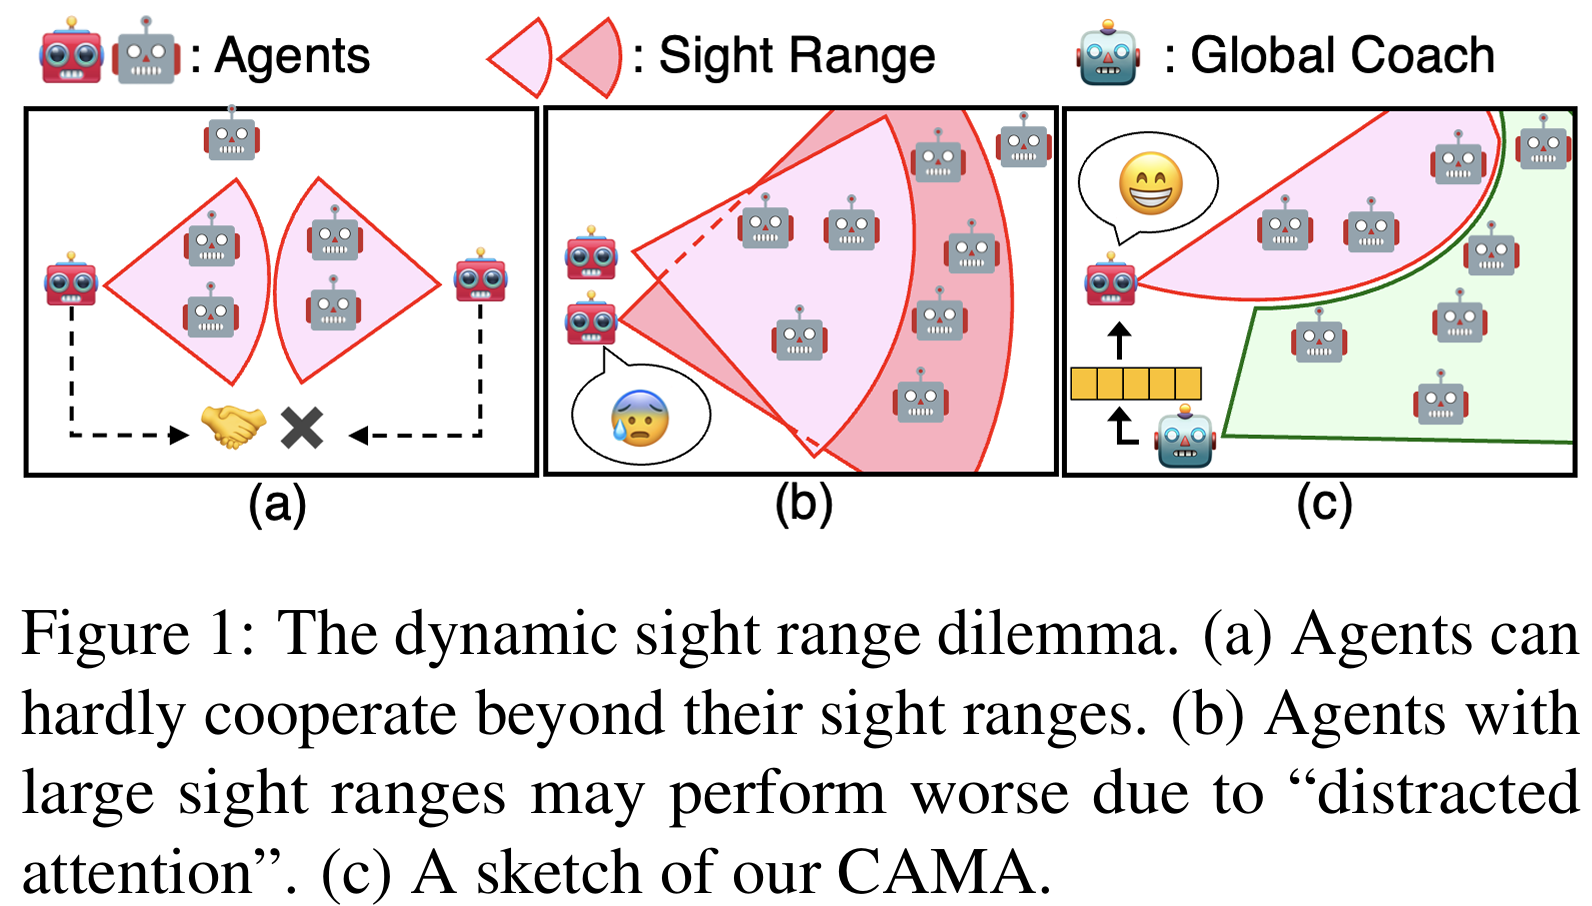 : Agents : Sight Range : Global Coach
(a) (b) (c)
Figure 1: The dynamic sight range dilemma. (a) Agents can
hardly cooperate beyond their sight ranges. (b) Agents with
large sight ranges may perform worse due to “distracted
attention”. (c) A sketch of our CAMA.